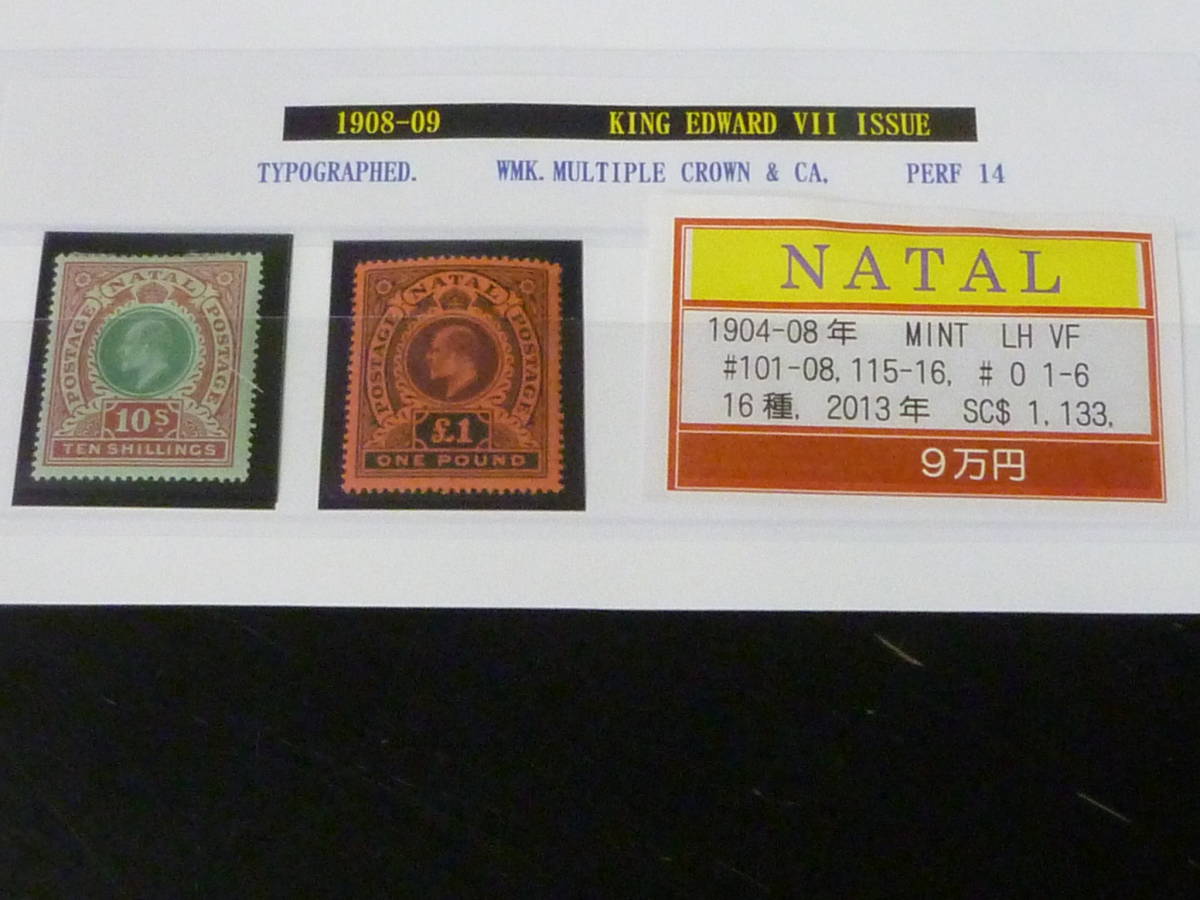 1908-09 KING EDWARD VII ISSUE
TYPOGRAPHED. WMK. MULTIPLE CROWN & CA. PERF 14
NATAL
POSTAGE POSTAGE
10S
TEN SHILLINGS
NATAL
POSTAGE POSTAGE
£1
ONE POUND
NATAL
1904-08年 MINT LH VF
#101-08, 115-16, # O 1-6
16種, 2013年 SC$ 1,133,
9万円